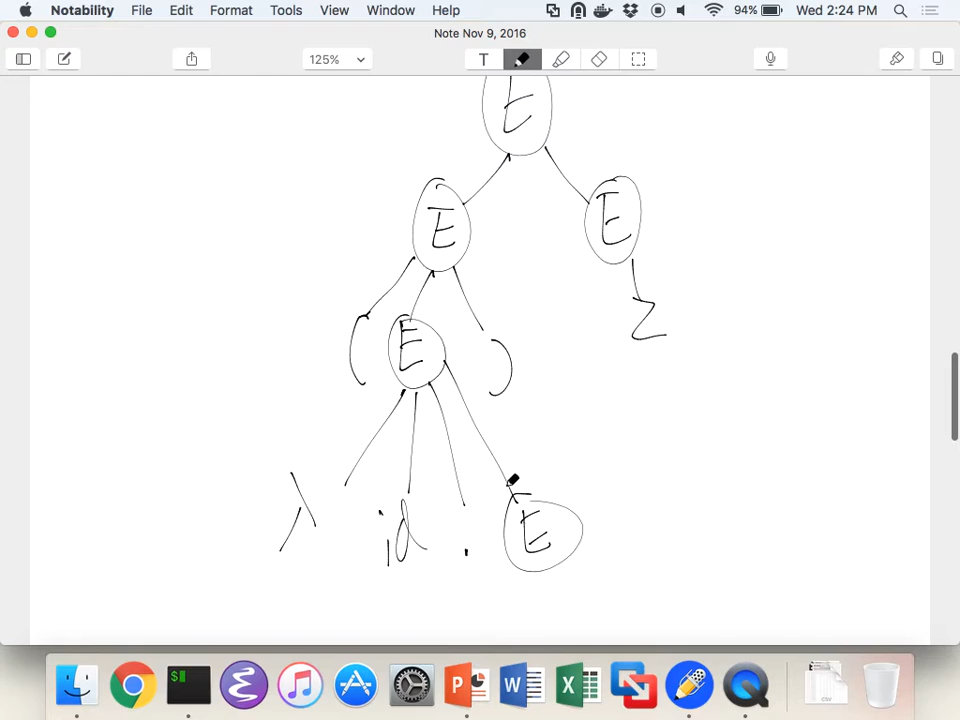 Notability File Edit Format Tools View Window Help 94% Wed 2:24 PM
Note Nov 9, 2016
125% T
E
E E
z
( E )
λ id . E
$
P W X
CSV